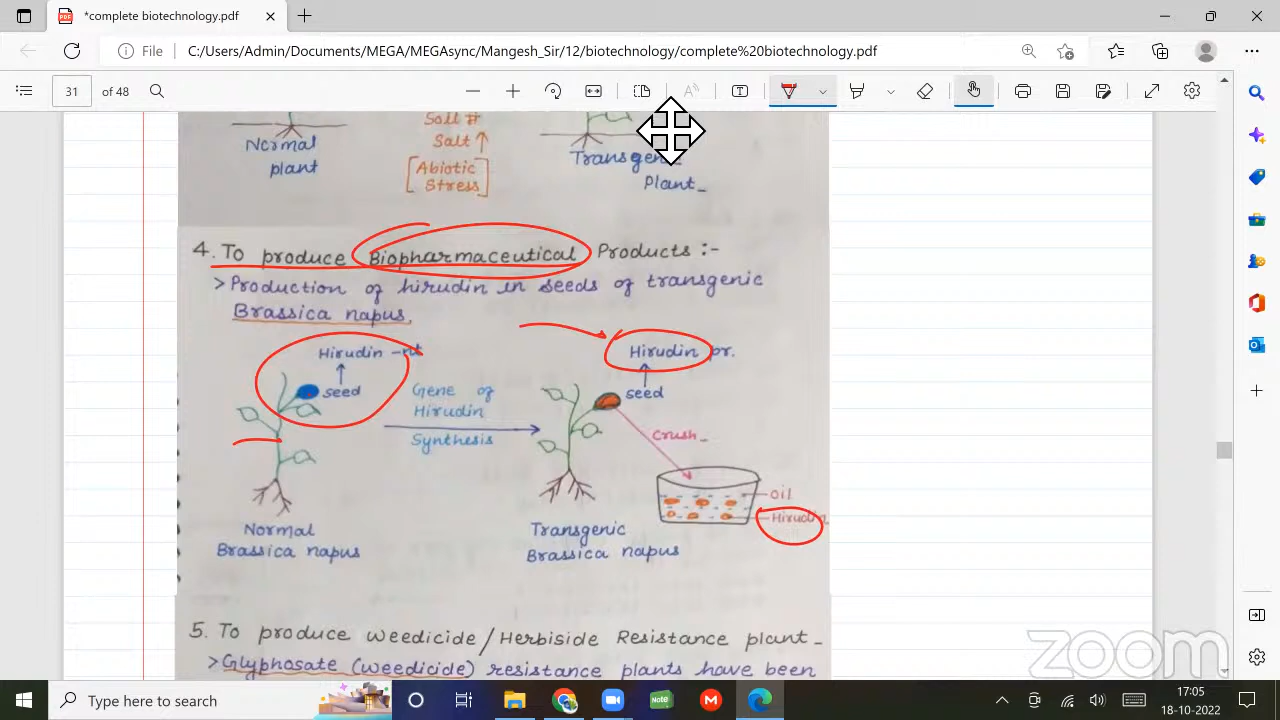 *complete biotechnology.pdf
File
C:/Users/Admin/Documents/MEGA/MEGAsync/Mangesh_Sir/12/biotechnology/complete%20biotechnology.pdf
31 of 48
Normal
plant
Salt
Salt ↑
[Abiotic
Stress]
Transgenic
Plant
4. To produce Biopharmaceutical Products :-
> Production of hirudin in seeds of transgenic
Brassica napus.
Hirudin
seed
Gene of
Hirudin
Synthesis
Normal
Brassica napus
Hirudin pr.
seed
Crush
oil
Hirudin
Transgenic
Brassica napus
5. To produce weedicide/Herbiside Resistance plant
> Glyphosate (weedicide) resistance plants have been
zoom
Type here to search
Note
17:05
18-10-2022